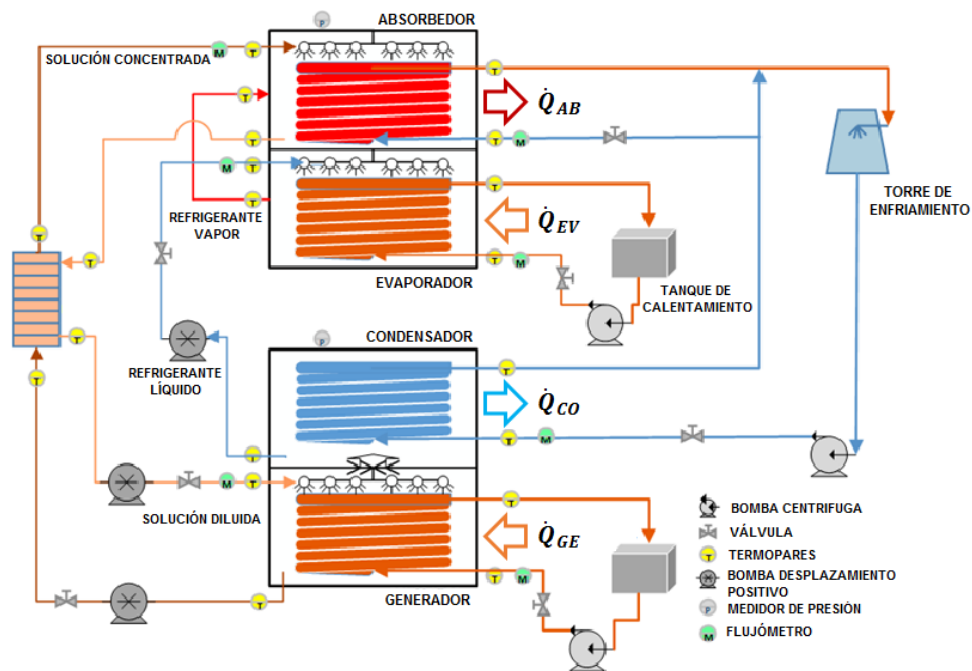 ABSORBEDOR
P
SOLUCIÓN CONCENTRADA
M
T
T
T
Q̇AB
T
T
T
M
M
T
T
T
REFRIGERANTE
VAPOR
T
Q̇EV
TORRE DE
ENFRIAMIENTO
T
T
T
M
EVAPORADOR
TANQUE DE
CALENTAMIENTO
CONDENSADOR
P
T
T
REFRIGERANTE
LÍQUIDO
T
Q̇CO
T
T
M
M
T
SOLUCIÓN DILUIDA
T
Q̇GE
T
T
M
GENERADOR
BOMBA CENTRIFUGA
VÁLVULA
T
TERMOPARES
BOMBA DESPLAZAMIENTO
POSITIVO
P
MEDIDOR DE PRESIÓN
M
FLUJÓMETRO